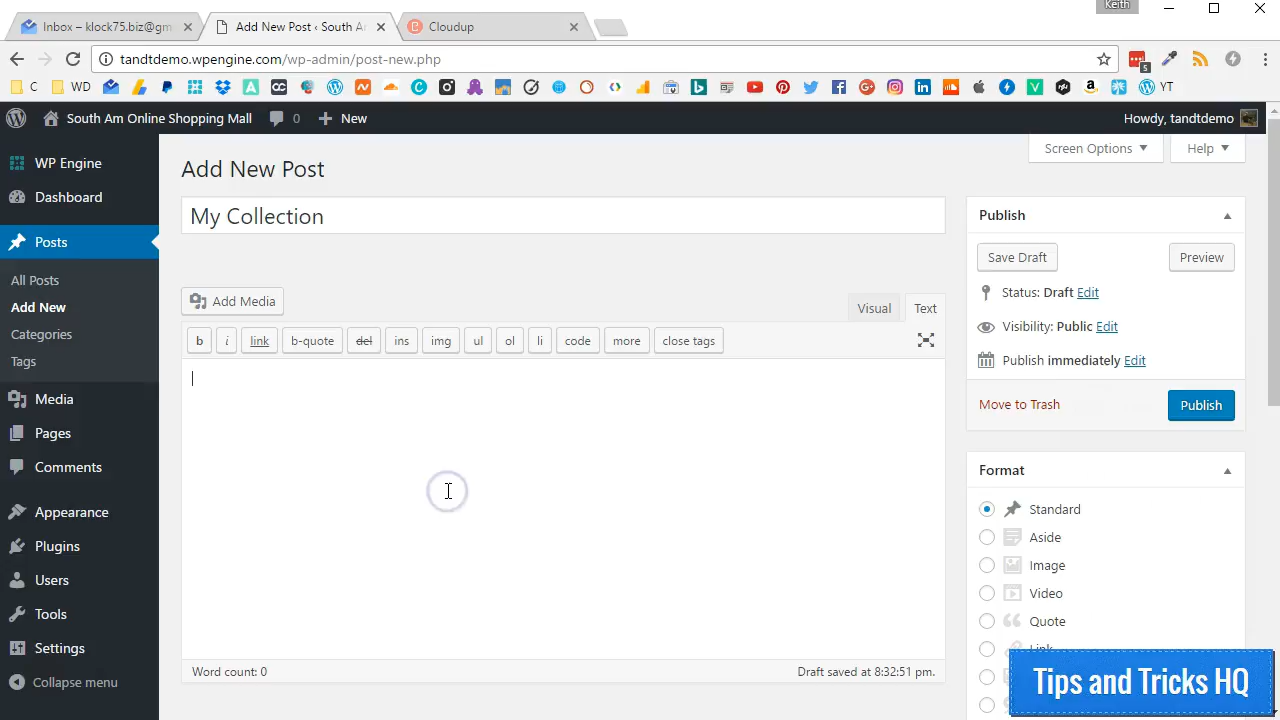 Keith
Inbox – klock75.biz@gm
Add New Post ‹ South A
Cloudup
tandtdemo.wpengine.com/wp-admin/post-new.php
5
C
WD
YT
South Am Online Shopping Mall
0
New
Howdy, tandtdemo
WP Engine
Dashboard
Posts
All Posts
Add New
Categories
Tags
Media
Pages
Comments
Appearance
Plugins
Users
Tools
Settings
Collapse menu
Screen Options
Help
Add New Post
My Collection
Add Media
Visual
Text
b
i
link
b-quote
del
ins
img
ul
ol
li
code
more
close tags
Word count: 0
Draft saved at 8:32:51 pm.
Publish
Save Draft
Preview
Status: Draft Edit
Visibility: Public Edit
Publish immediately Edit
Move to Trash
Publish
Format
Standard
Aside
Image
Video
Quote
Link
Tips and Tricks HQ